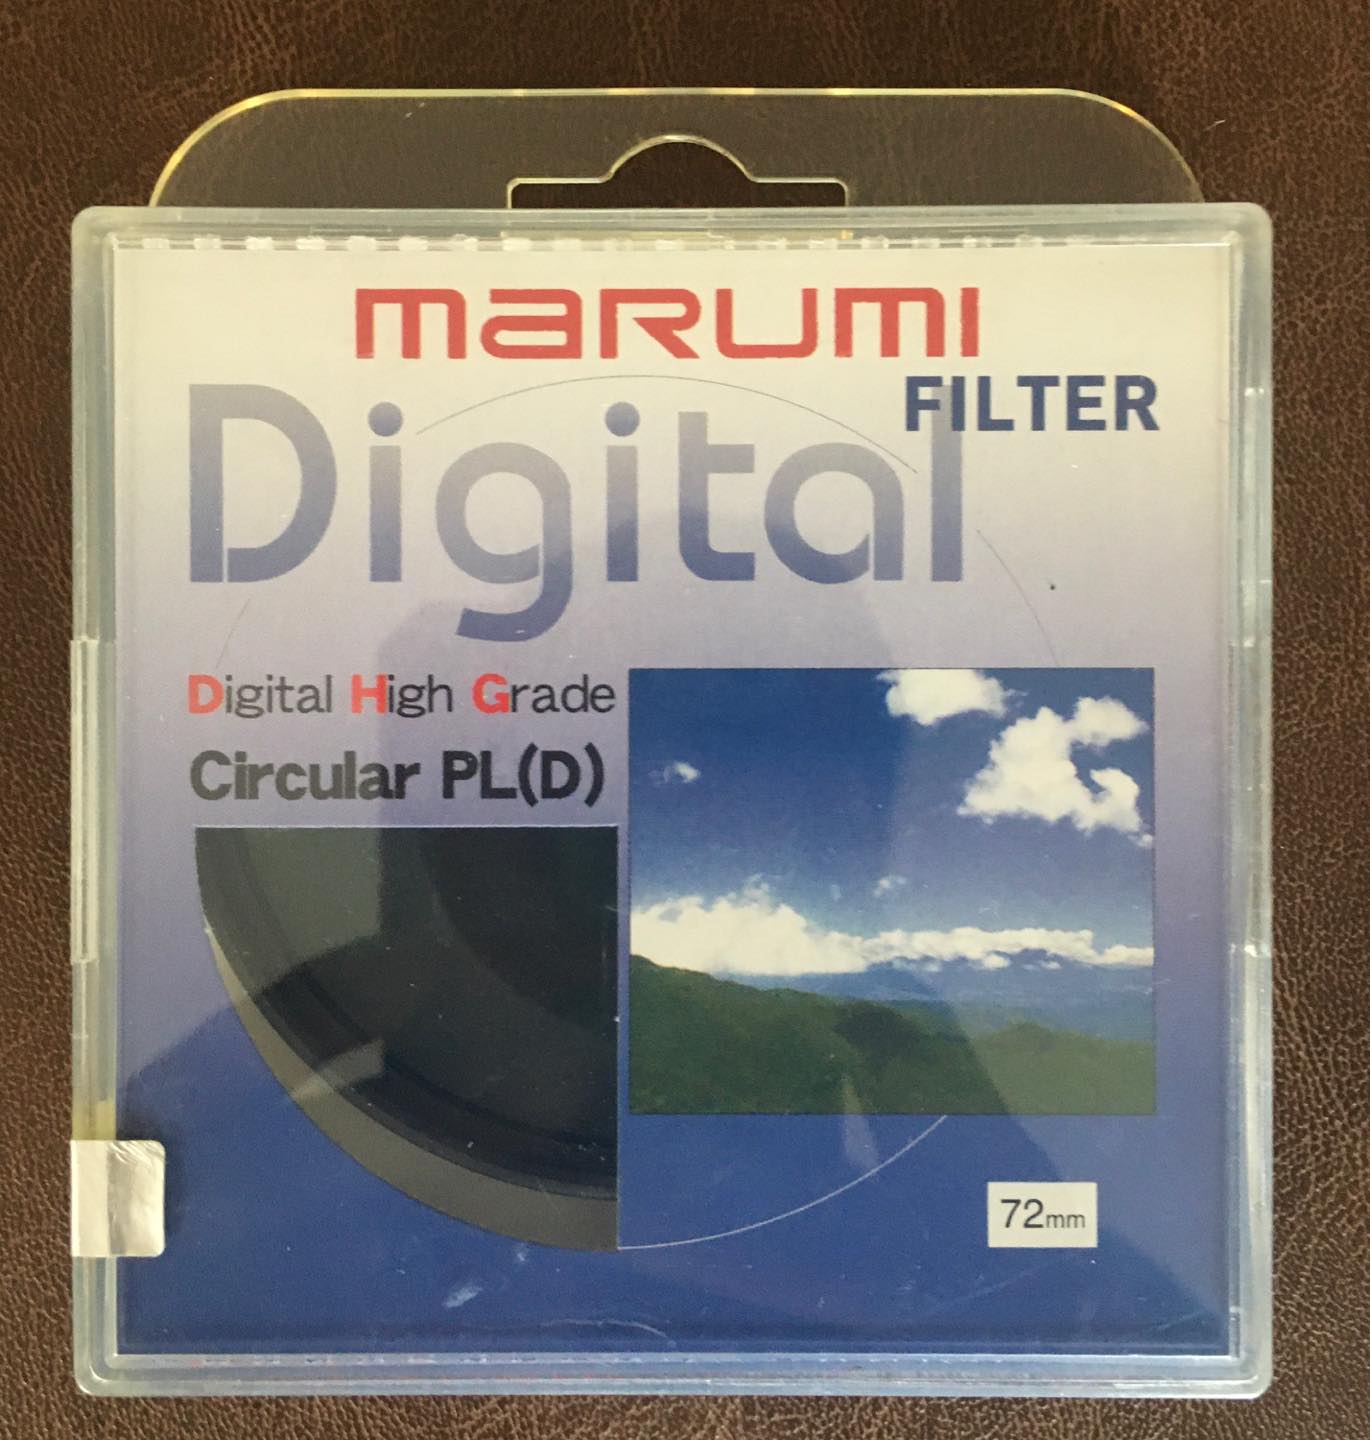 marumi
Digital
FILTER
Digital High Grade
Circular PL(D)
72mm